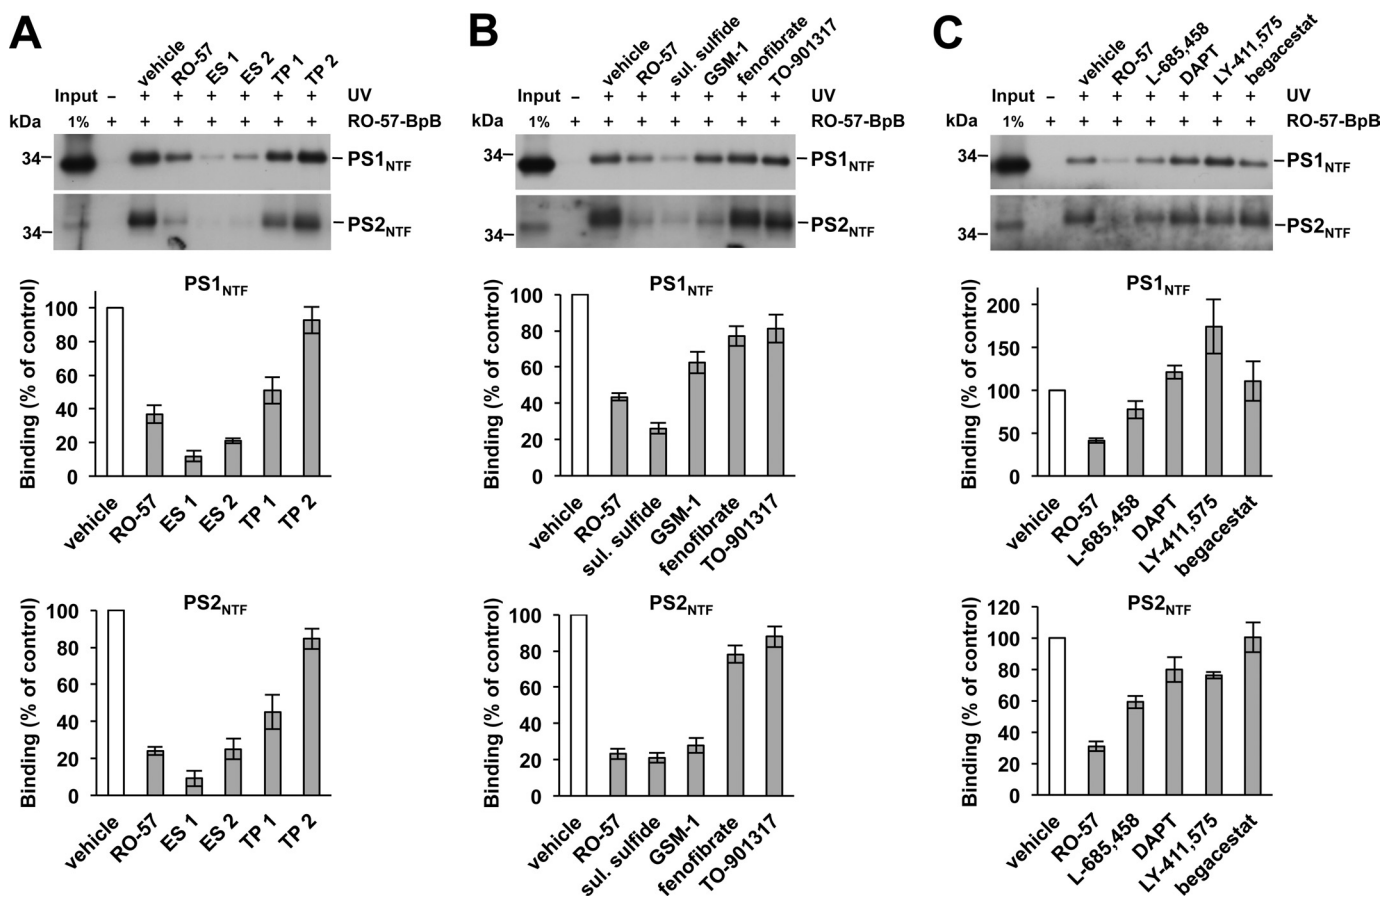 A
vehicle
RO-57
ES 1
ES 2
TP 1
TP 2
Input – + + + + + + UV
kDa 1% + + + + + + + RO-57-BpB
34– –PS1NTF
34– –PS2NTF
PS1NTF
Binding (% of control)
100
80
60
40
20
0
vehicle
RO-57
ES 1
ES 2
TP 1
TP 2
PS2NTF
Binding (% of control)
100
80
60
40
20
0
vehicle
RO-57
ES 1
ES 2
TP 1
TP 2
B
vehicle
RO-57
sul. sulfide
GSM-1
fenofibrate
TO-901317
Input – + + + + + + UV
kDa 1% + + + + + + + RO-57-BpB
34– –PS1NTF
34– –PS2NTF
PS1NTF
Binding (% of control)
100
80
60
40
20
0
vehicle
RO-57
sul. sulfide
GSM-1
fenofibrate
TO-901317
PS2NTF
Binding (% of control)
100
80
60
40
20
0
vehicle
RO-57
sul. sulfide
GSM-1
fenofibrate
TO-901317
C
vehicle
RO-57
L-685,458
DAPT
LY-411,575
begacestat
Input – + + + + + + UV
kDa 1% + + + + + + + RO-57-BpB
34– –PS1NTF
34– –PS2NTF
PS1NTF
Binding (% of control)
200
150
100
50
0
vehicle
RO-57
L-685,458
DAPT
LY-411,575
begacestat
PS2NTF
Binding (% of control)
120
100
80
60
40
20
0
vehicle
RO-57
L-685,458
DAPT
LY-411,575
begacestat